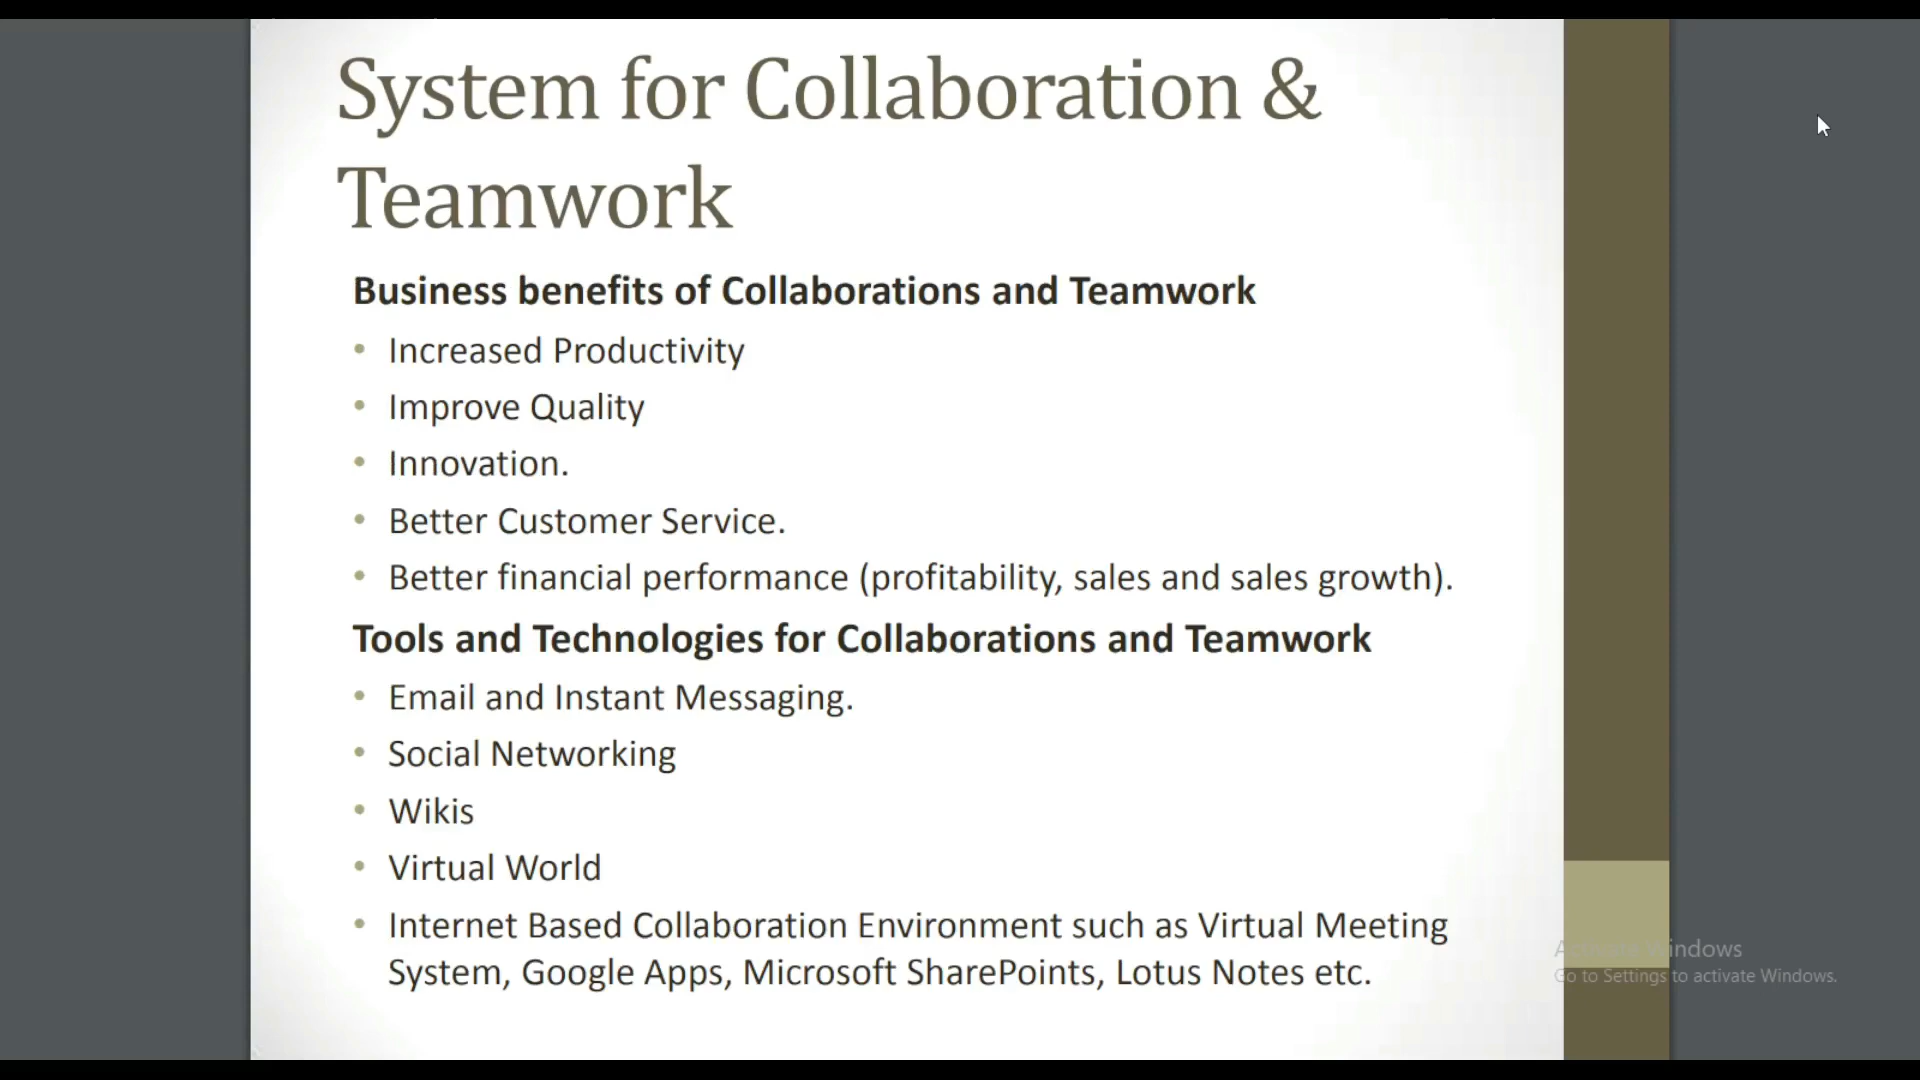 System for Collaboration &
Teamwork
Business benefits of Collaborations and Teamwork
• Increased Productivity
• Improve Quality
• Innovation.
• Better Customer Service.
• Better financial performance (profitability, sales and sales growth).
Tools and Technologies for Collaborations and Teamwork
• Email and Instant Messaging.
• Social Networking
• Wikis
• Virtual World
• Internet Based Collaboration Environment such as Virtual Meeting
System, Google Apps, Microsoft SharePoints, Lotus Notes etc.
Activate Windows
Go to Settings to activate Windows.